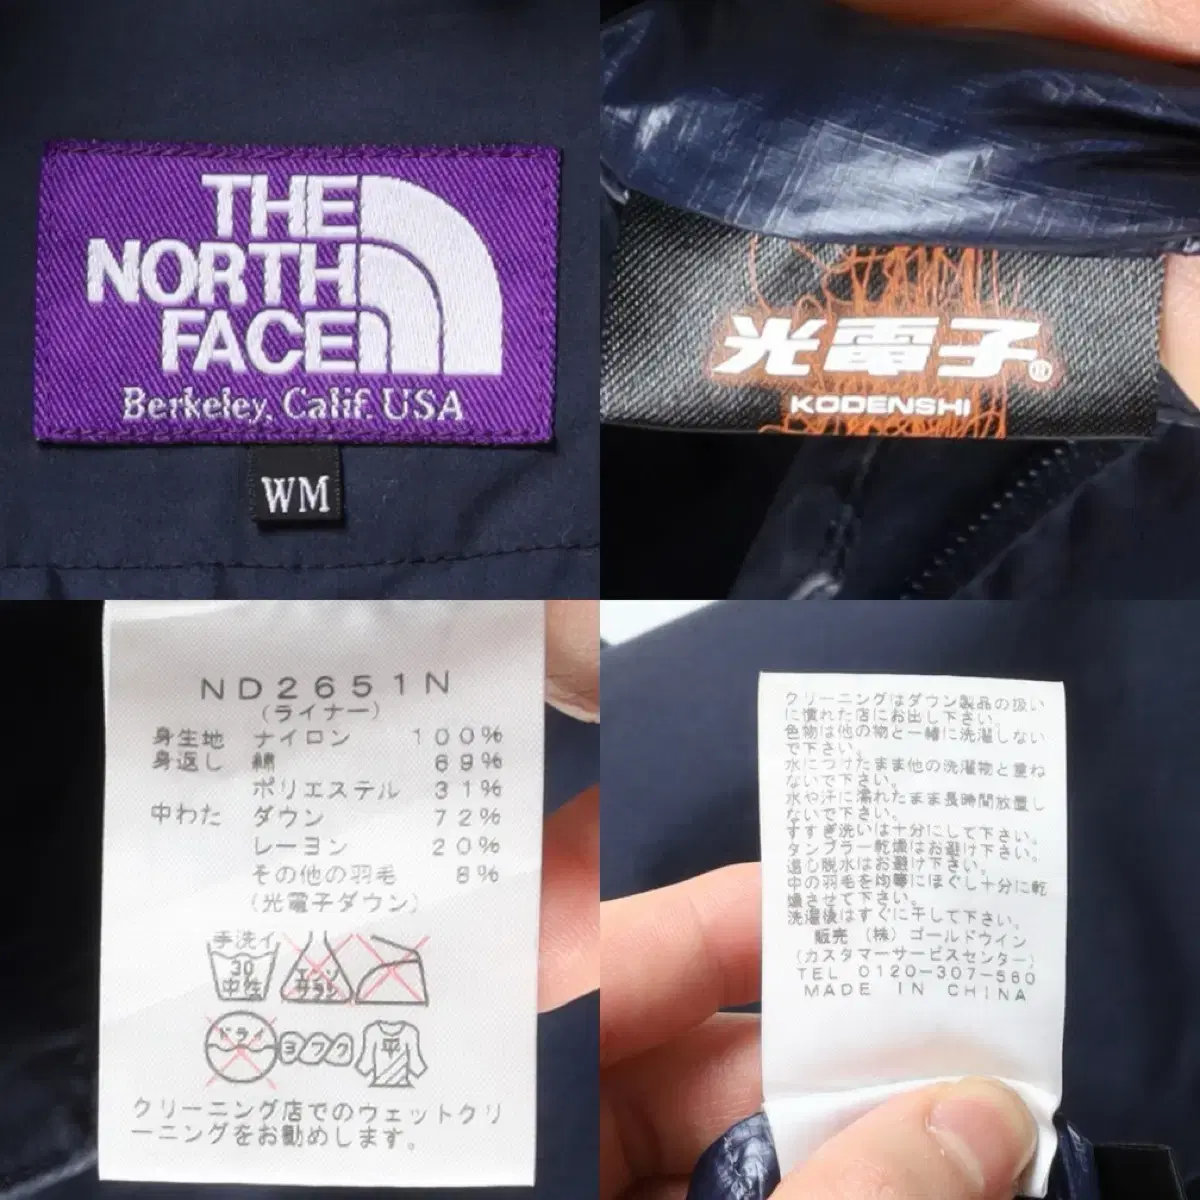 THE
NORTH
FACE
Berkeley, Calif. USA
WM
光電子®
KODENSHI
ND2651N
(ライナー)
身生地 ナイロン 100%
身返し 綿 69%
ポリエステル 31%
中わた ダウン 72%
レーヨン 20%
その他の羽毛 8%
(光電子ダウン)
手洗イ
30
中性
エンソ
サラシ
ドライ
ヨワク
平
クリーニング店でのウェットクリ
ーニングをお勧めします。
クリーニングはダウン製品の扱い
に慣れた店にお出し下さい。
色物は他の物と一緒に洗濯しない
で下さい。
水につけたまま他の洗濯物と重ね
ないで下さい。
水や汗に濡れたまま長時間放置し
ないで下さい。
すすぎ洗いは十分にして下さい。
タンブラー乾燥はお避け下さい。
遠心脱水はお避け下さい。
中の羽毛を均等にほぐし十分に乾
燥させて下さい。
洗濯後はすぐに干して下さい。
販売 (株)ゴールドウイン
(カスタマーサービスセンター)
TEL 0120-307-560
MADE IN CHINA